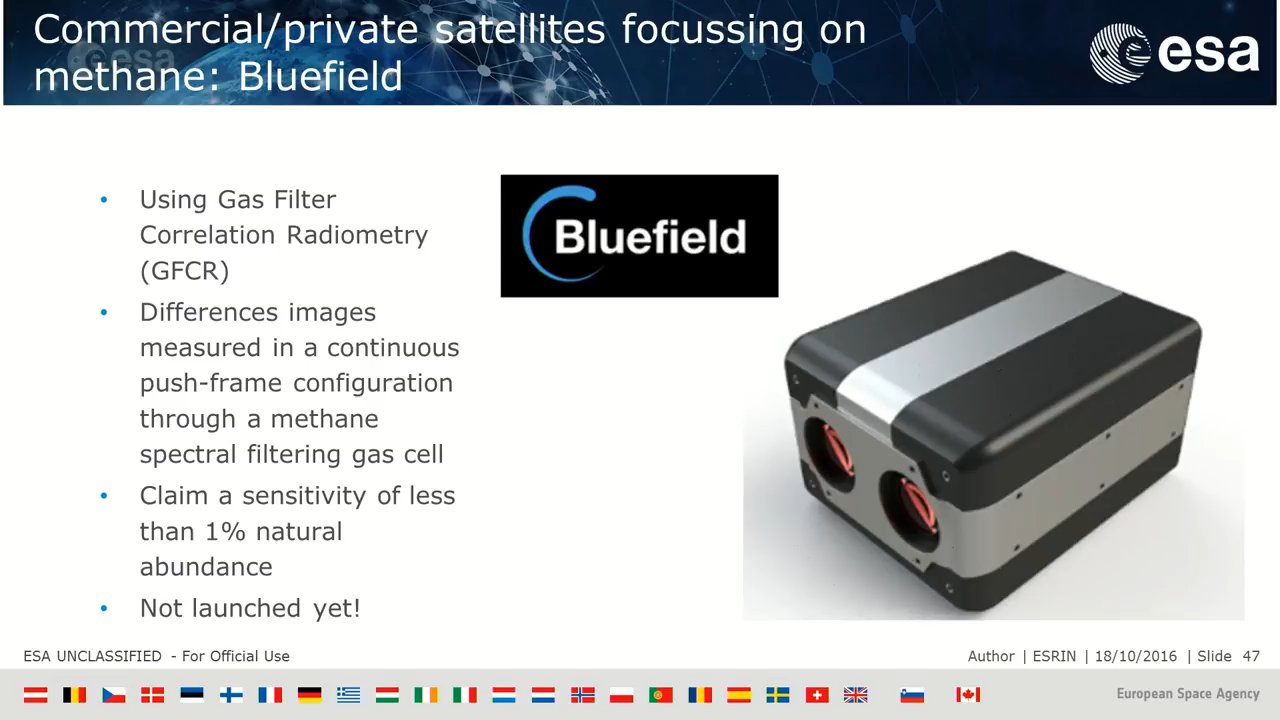 Commercial/private satellites focussing on
methane: Bluefield
esa
esa
• Using Gas Filter
Correlation Radiometry
(GFCR)
• Differences images
measured in a continuous
push-frame configuration
through a methane
spectral filtering gas cell
• Claim a sensitivity of less
than 1% natural
abundance
• Not launched yet!
Bluefield
ESA UNCLASSIFIED - For Official Use
Author | ESRIN | 18/10/2016 | Slide 47
European Space Agency